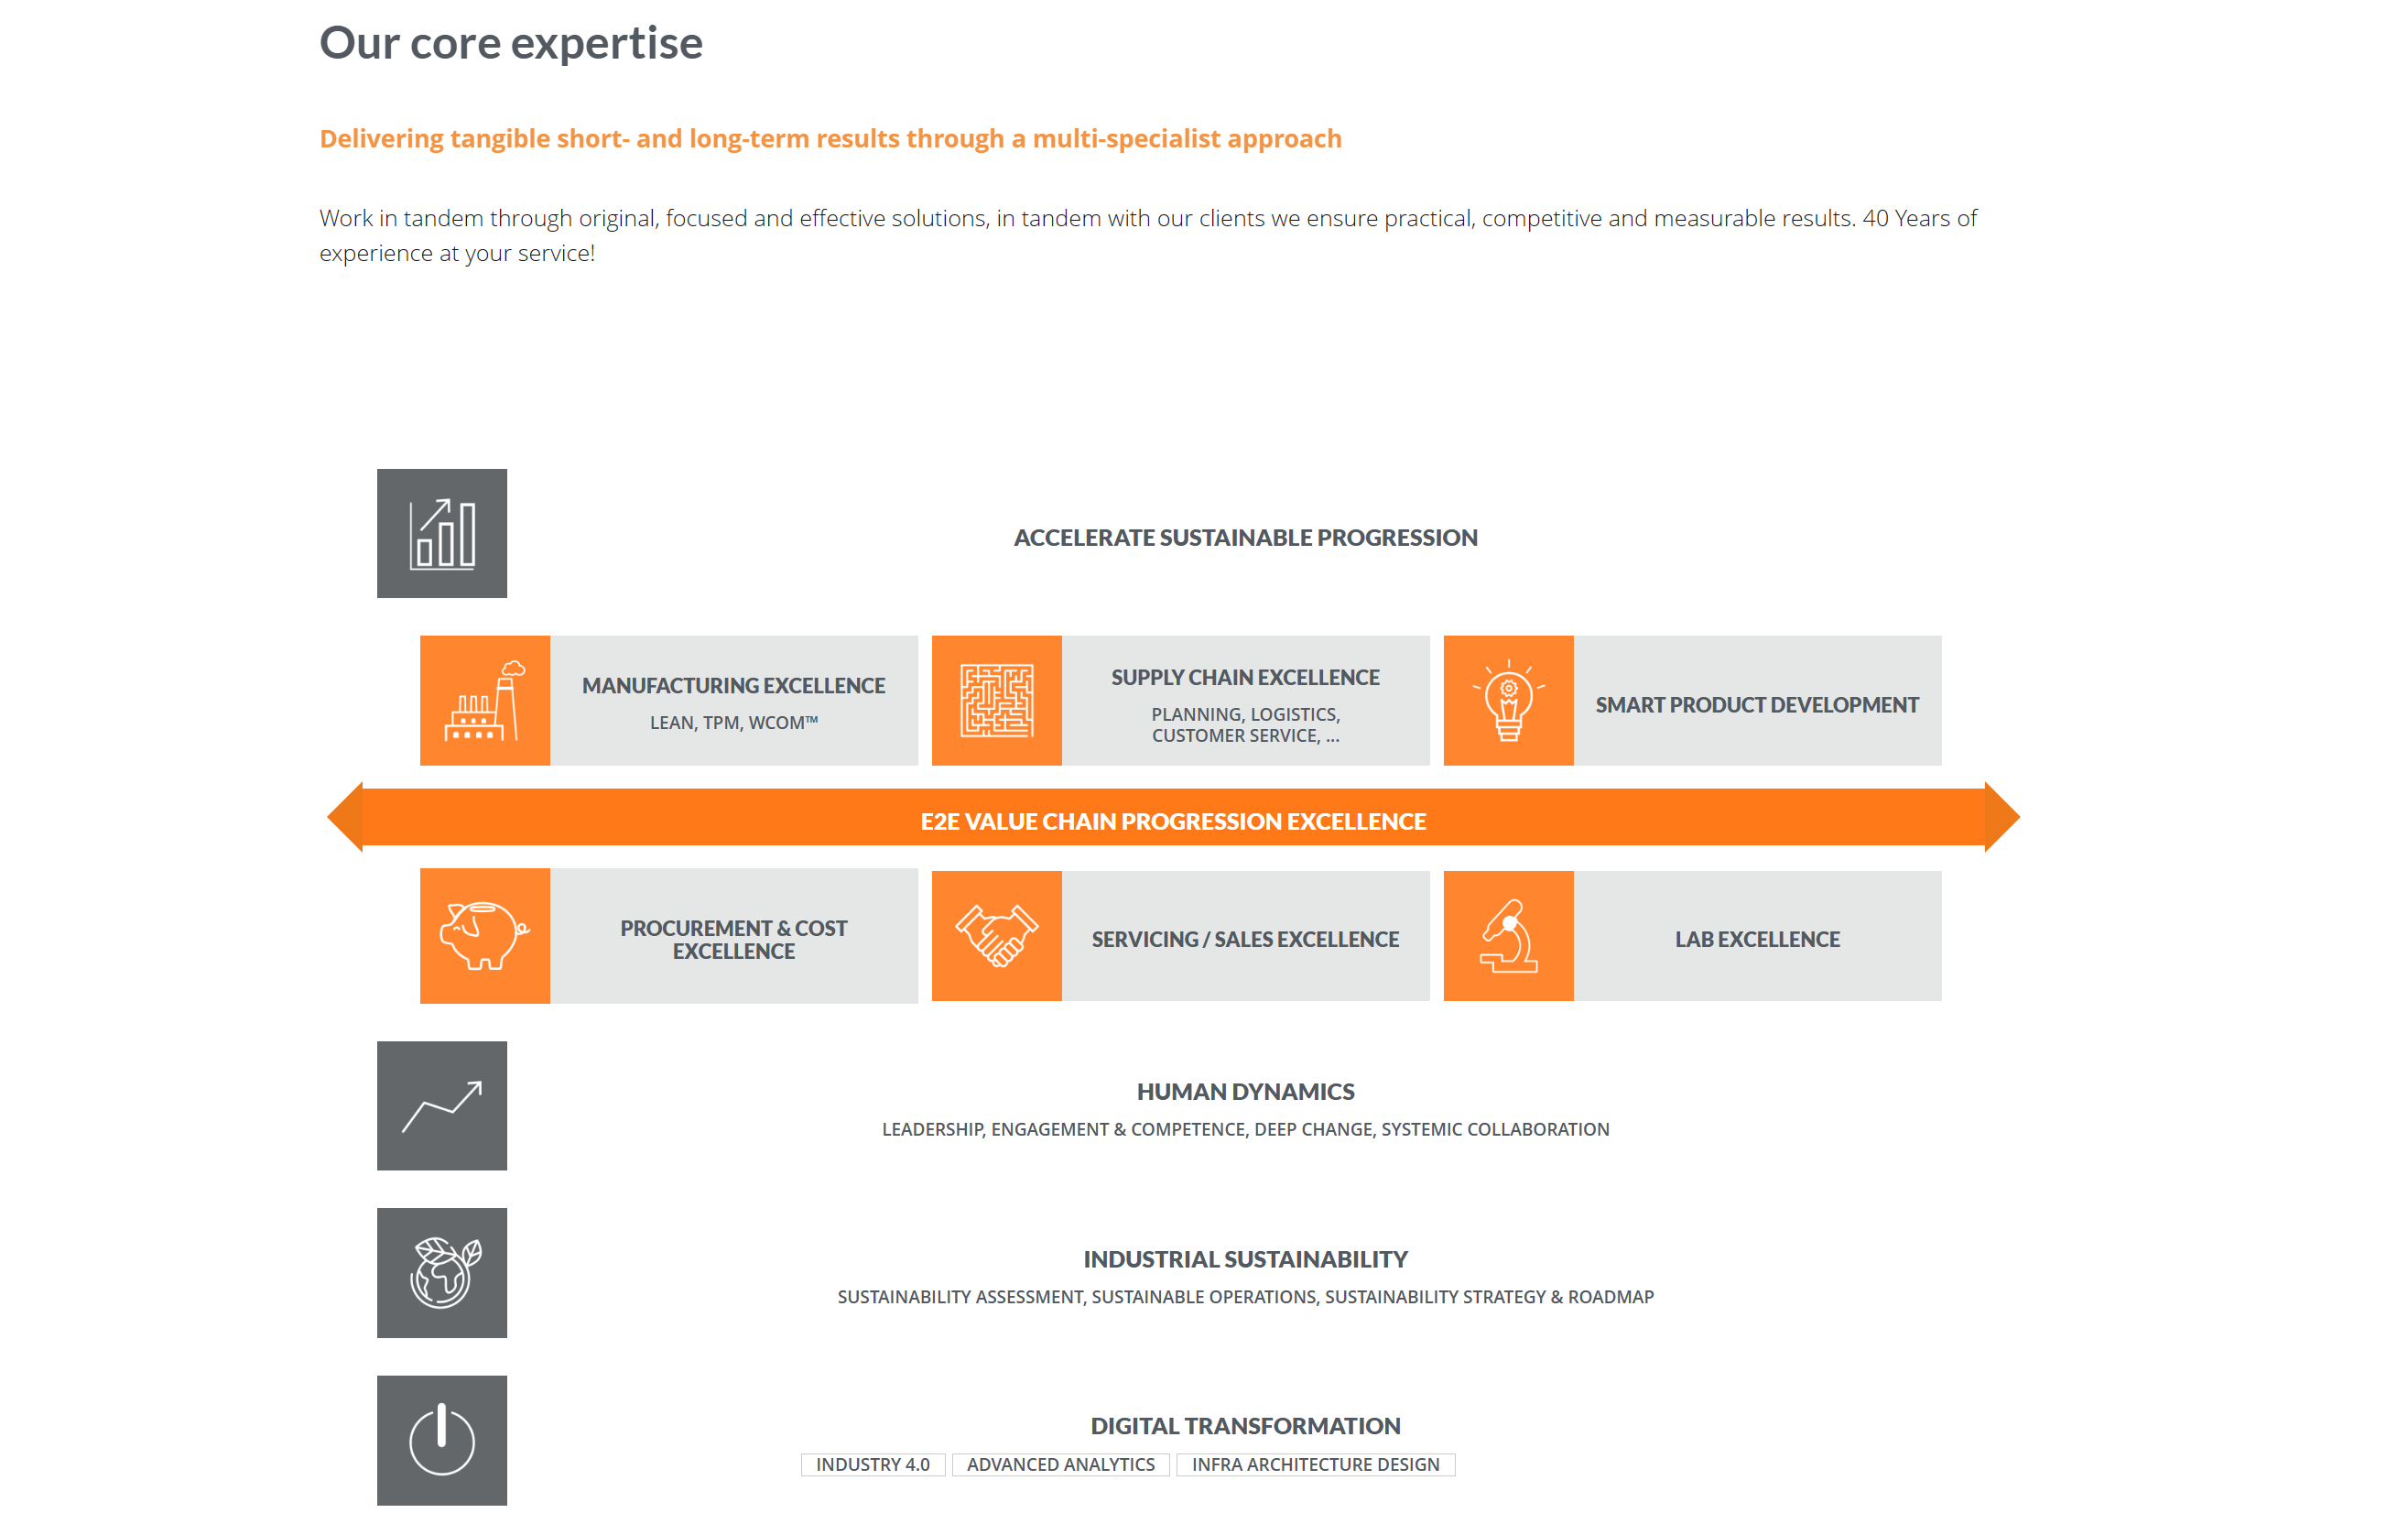 Our core expertise
Delivering tangible short- and long-term results through a multi-specialist approach
Work in tandem through original, focused and effective solutions, in tandem with our clients we ensure practical, competitive and measurable results. 40 Years of
experience at your service!
ACCELERATE SUSTAINABLE PROGRESSION
MANUFACTURING EXCELLENCE
LEAN, TPM, WCOM™
SUPPLY CHAIN EXCELLENCE
PLANNING, LOGISTICS,
CUSTOMER SERVICE, ...
SMART PRODUCT DEVELOPMENT
E2E VALUE CHAIN PROGRESSION EXCELLENCE
PROCUREMENT & COST
EXCELLENCE
SERVICING / SALES EXCELLENCE
LAB EXCELLENCE
HUMAN DYNAMICS
LEADERSHIP, ENGAGEMENT & COMPETENCE, DEEP CHANGE, SYSTEMIC COLLABORATION
INDUSTRIAL SUSTAINABILITY
SUSTAINABILITY ASSESSMENT, SUSTAINABLE OPERATIONS, SUSTAINABILITY STRATEGY & ROADMAP
DIGITAL TRANSFORMATION
INDUSTRY 4.0
ADVANCED ANALYTICS
INFRA ARCHITECTURE DESIGN